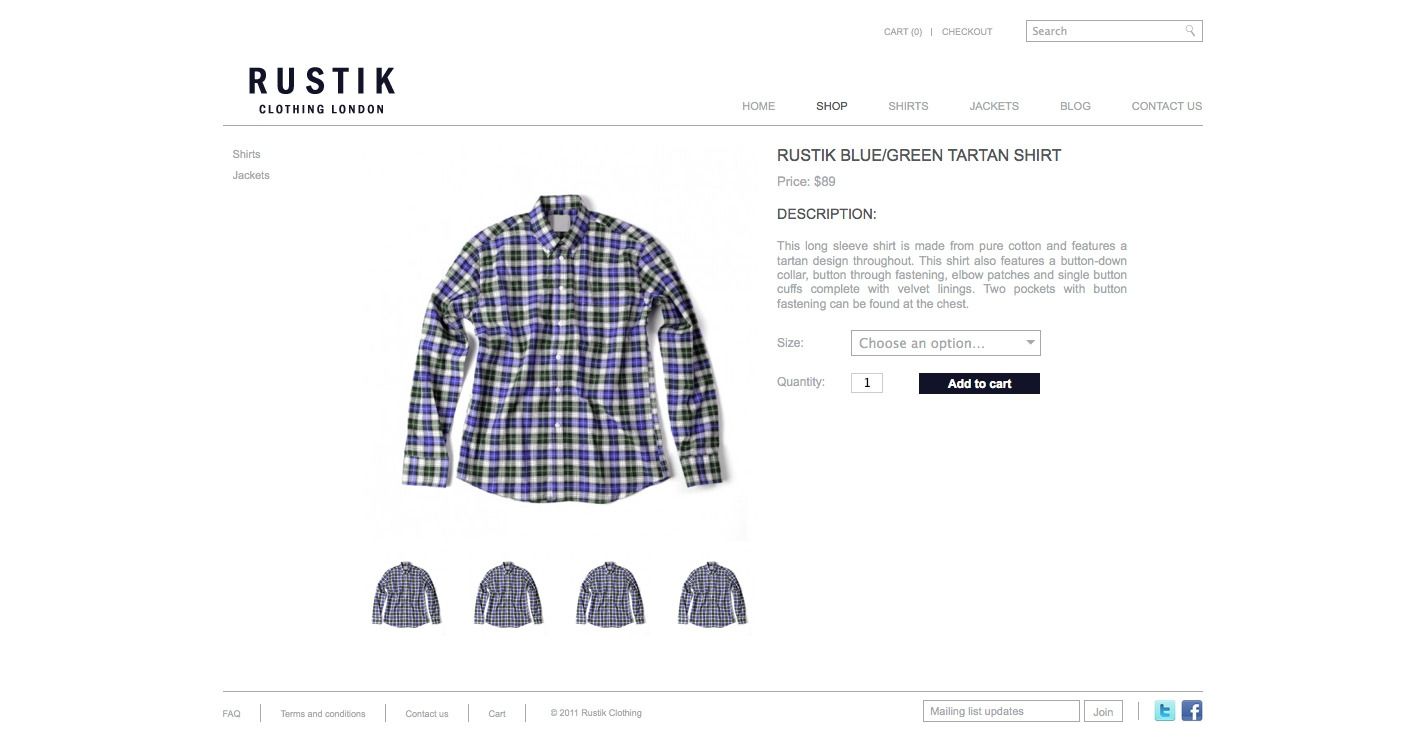 CART (0) | CHECKOUT
Search
RUSTIK
CLOTHING LONDON
HOME SHOP SHIRTS JACKETS BLOG CONTACT US
Shirts
Jackets
RUSTIK BLUE/GREEN TARTAN SHIRT
Price: $89
DESCRIPTION:
This long sleeve shirt is made from pure cotton and features a
tartan design throughout. This shirt also features a button-down
collar, button through fastening, elbow patches and single button
cuffs complete with velvet linings. Two pockets with button
fastening can be found at the chest.
Size: Choose an option...
Quantity: 1 Add to cart
FAQ Terms and conditions Contact us Cart © 2011 Rustik Clothing Mailing list updates Join